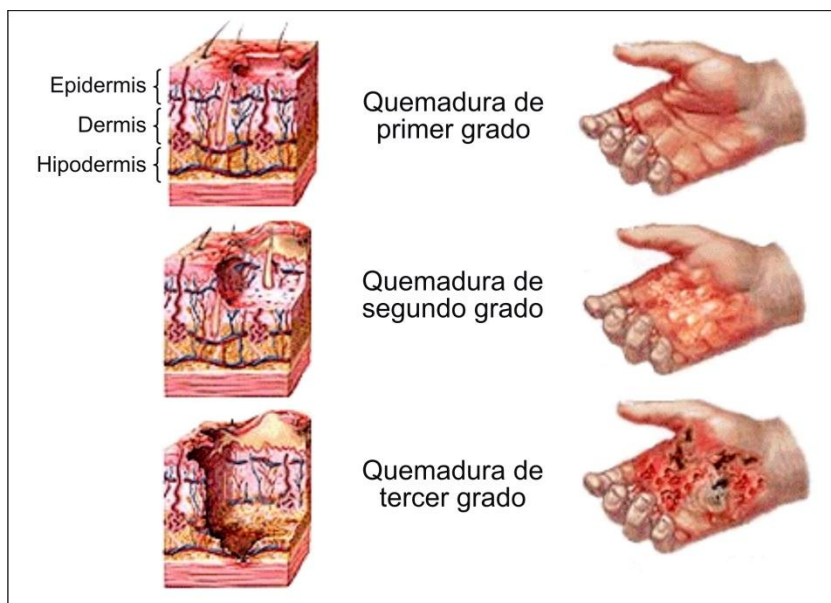 Epidermis
Dermis
Hipodermis
Quemadura de
primer grado
Quemadura de
segundo grado
Quemadura de
tercer grado